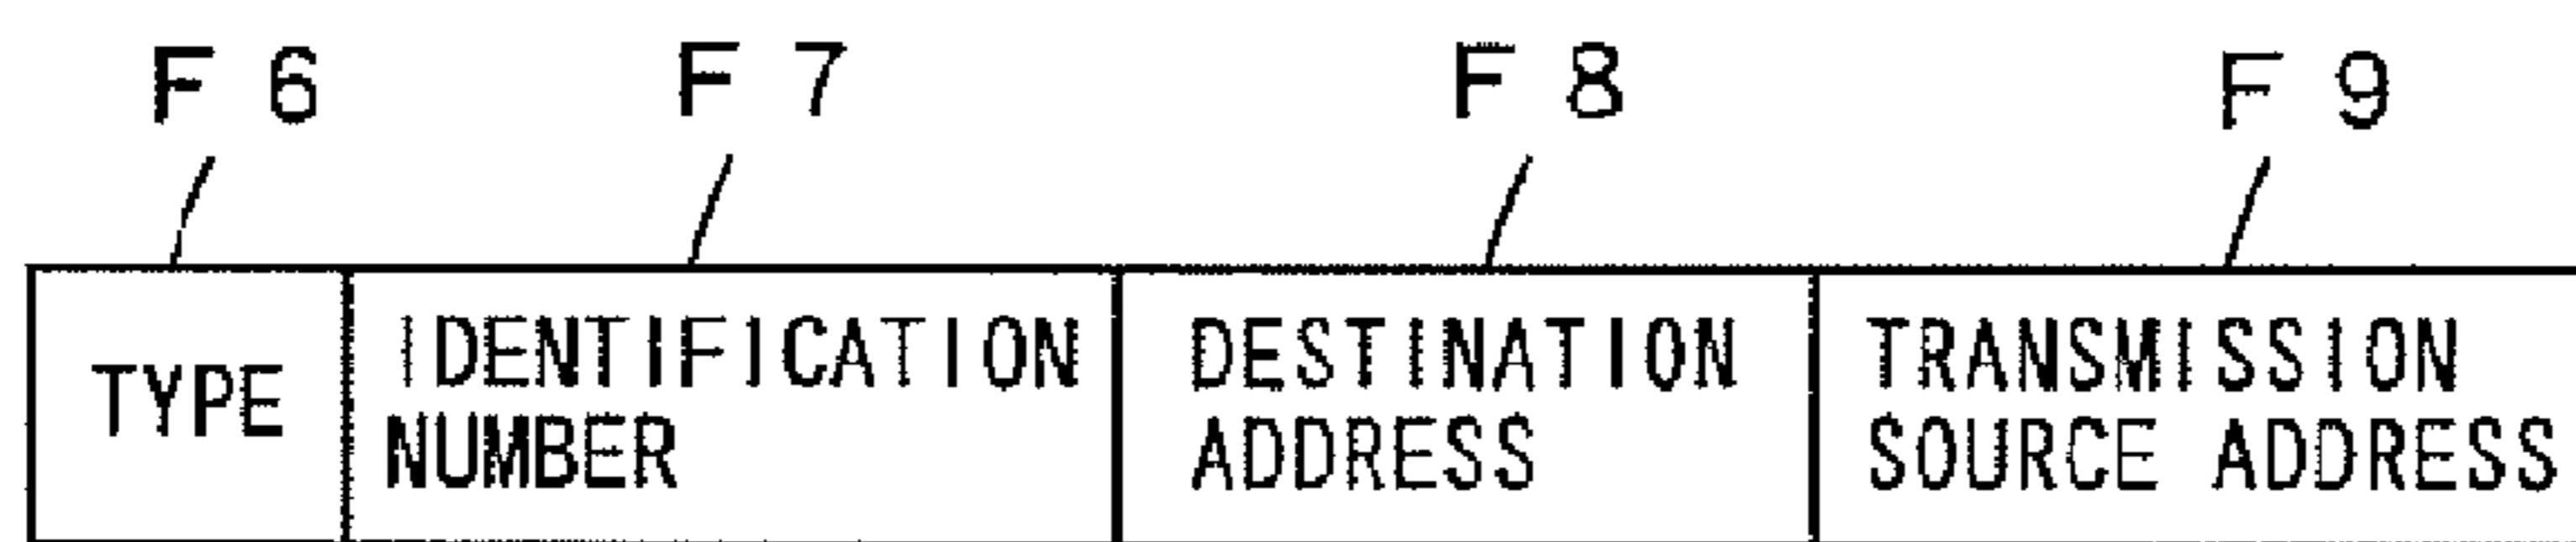 F6 F7 F8 F9
TYPE
IDENTIFICATION
NUMBER
DESTINATION
ADDRESS
TRANSMISSION
SOURCE ADDRESS